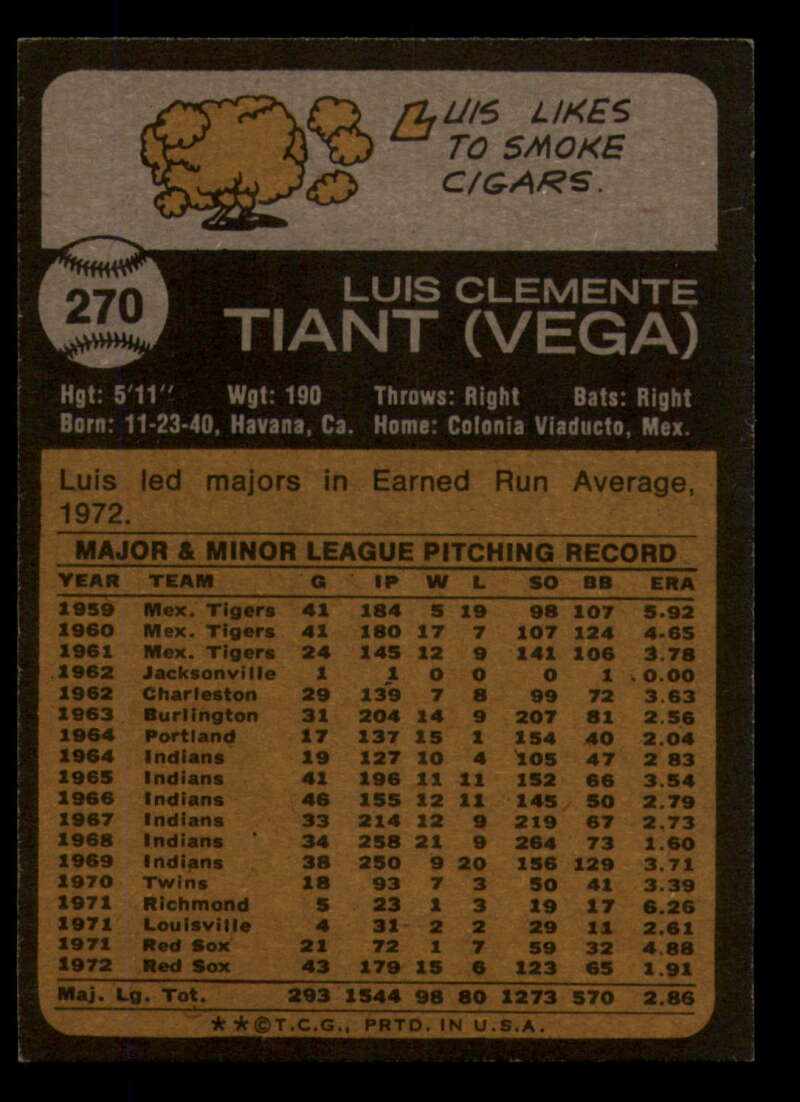 LUIS LIKES
TO SMOKE
CIGARS.
270
LUIS CLEMENTE
TIANT (VEGA)
Hgt: 5'11" Wgt: 190 Throws: Right Bats: Right
Born: 11-23-40, Havana, Ca. Home: Colonia Viaducto, Mex.
Luis led majors in Earned Run Average,
1972.
MAJOR & MINOR LEAGUE PITCHING RECORD
YEAR TEAM G IP W L SO BB ERA
1959 Mex. Tigers 41 184 5 19 98 107 5.92
1960 Mex. Tigers 41 180 17 7 107 124 4.65
1961 Mex. Tigers 24 145 12 9 141 106 3.78
1962 Jacksonville 1 1 0 0 0 1 0.00
1962 Charleston 29 139 7 8 99 72 3.63
1963 Burlington 31 204 14 9 207 81 2.56
1964 Portland 17 137 15 1 154 40 2.04
1964 Indians 19 127 10 4 105 47 2 83
1965 Indians 41 196 11 11 152 66 3.54
1966 Indians 46 155 12 11 145 50 2.79
1967 Indians 33 214 12 9 219 67 2.73
1968 Indians 34 258 21 9 264 73 1.60
1969 Indians 38 250 9 20 156 129 3.71
1970 Twins 18 93 7 3 50 41 3.39
1971 Richmond 5 23 1 3 19 17 6.26
1971 Louisville 4 31 2 2 29 11 2.61
1971 Red Sox 21 72 1 7 59 32 4.88
1972 Red Sox 43 179 15 6 123 65 1.91
Maj. Lg. Tot. 293 1544 98 80 1273 570 2.86
**©T.C.G., PRTD. IN U.S.A.